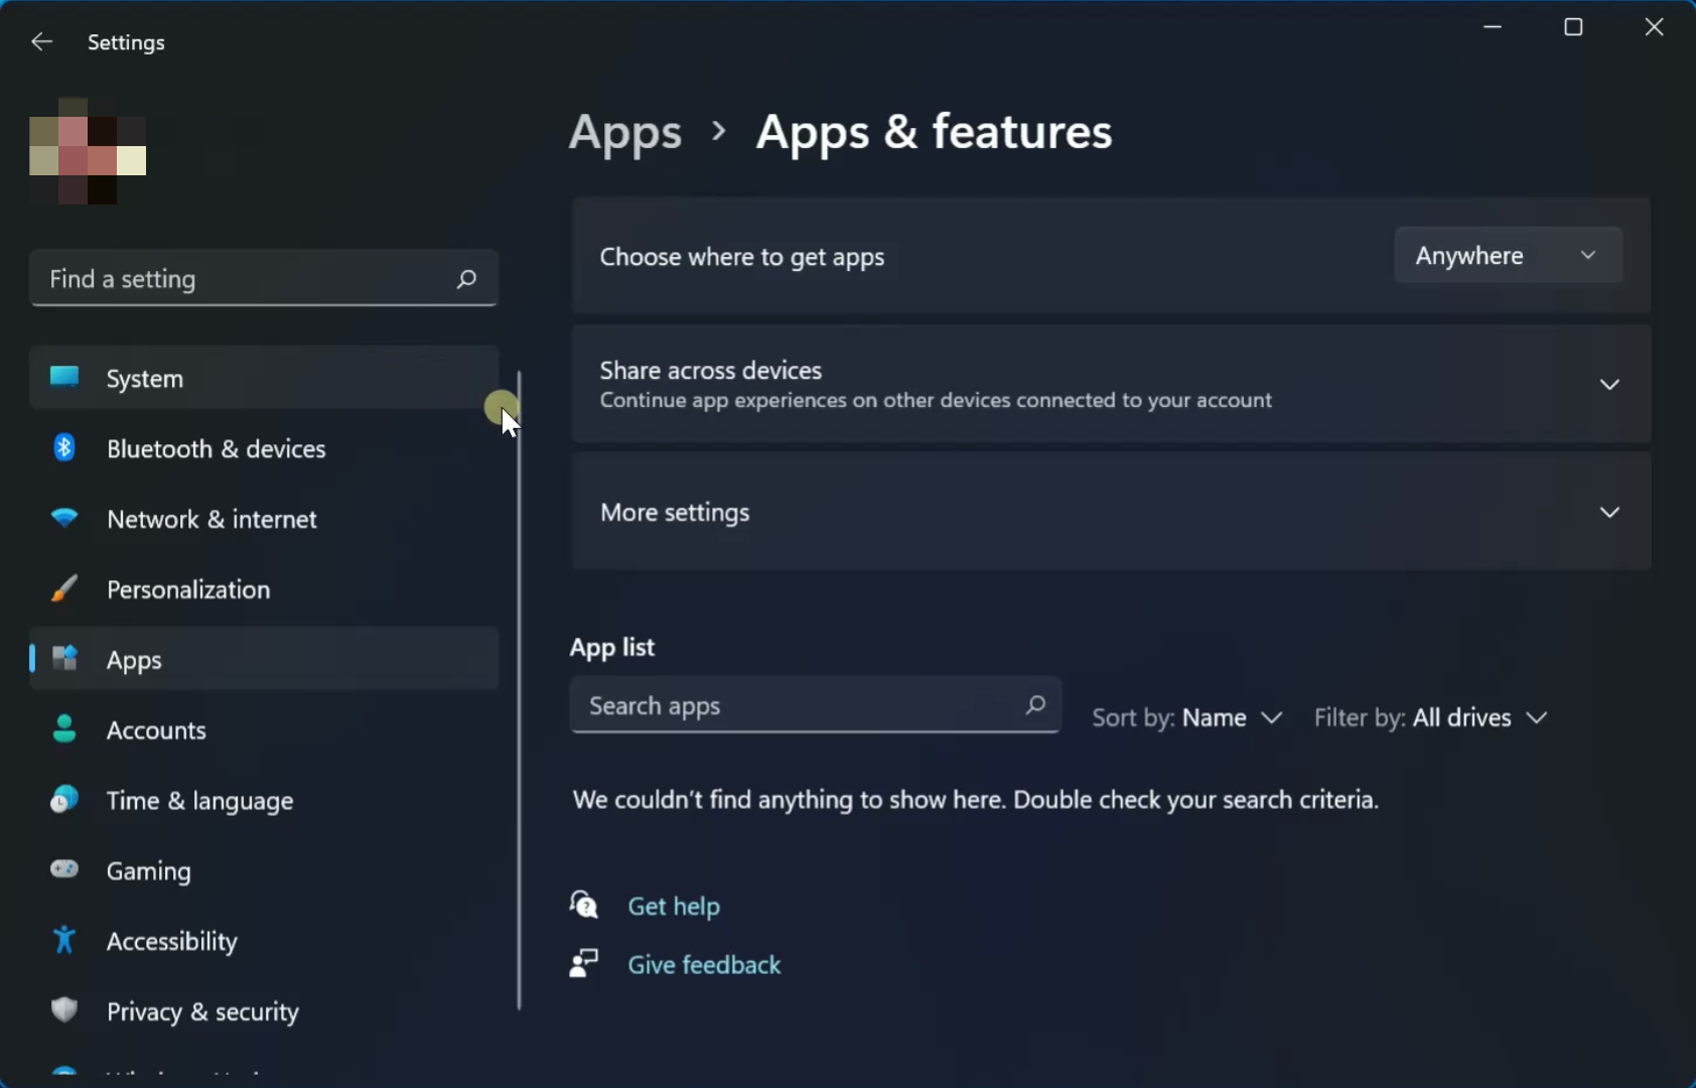 Settings
Find a setting
System
Bluetooth & devices
Network & internet
Personalization
Apps
Accounts
Time & language
Gaming
Accessibility
Privacy & security
Apps > Apps & features
Choose where to get apps
Anywhere
Share across devices
Continue app experiences on other devices connected to your account
More settings
App list
Search apps
Sort by: Name
Filter by: All drives
We couldn't find anything to show here. Double check your search criteria.
Get help
Give feedback